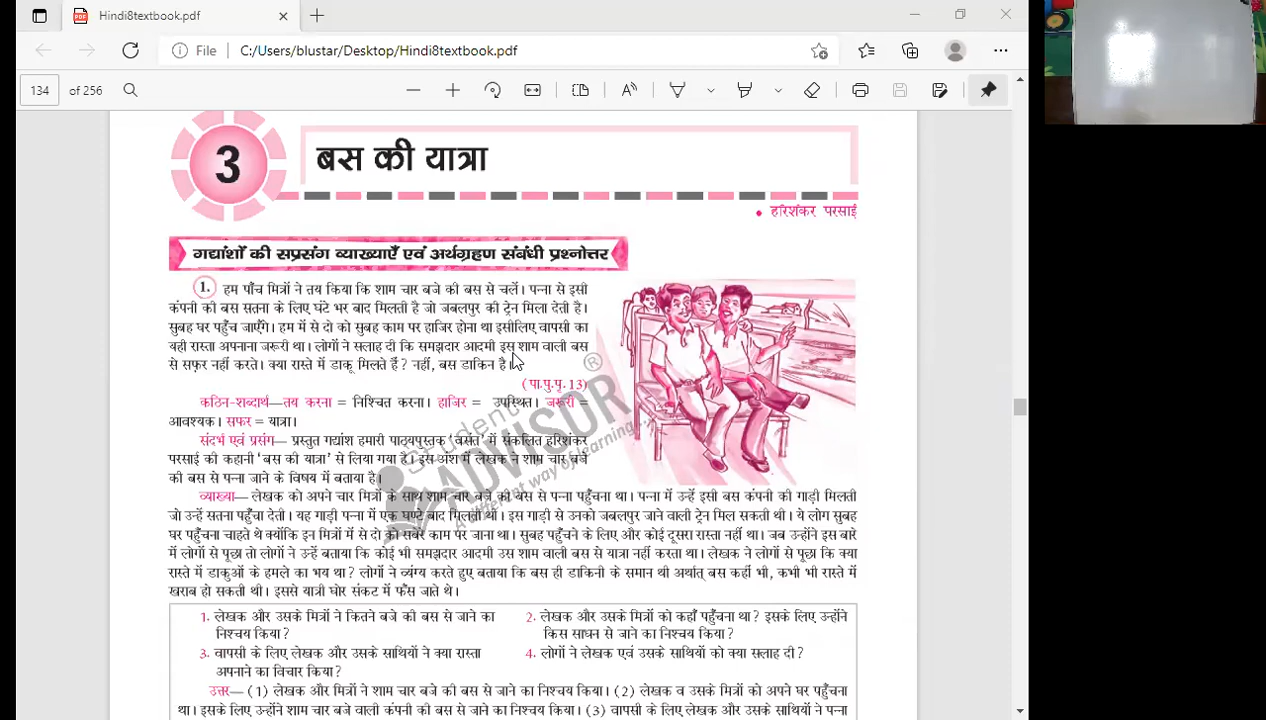 Hindi8textbook.pdf
File
C:/Users/blustar/Desktop/Hindi8textbook.pdf
134 of 256
3
बस की यात्रा
• हरिशंकर परसाई
गद्यांशों की सप्रसंग व्याख्याएँ एवं अर्थग्रहण संबंधी प्रश्नोत्तर
1. हम पाँच मित्रों ने तय किया कि शाम चार बजे की बस से चलें। पन्ना से इसी
कंपनी की बस सतना के लिए घंटे भर बाद मिलती है जो जबलपुर की ट्रेन मिला देती है।
सुबह घर पहुँच जाएँगे। हम में से दो को सुबह काम पर हाजिर होना था इसीलिए वापसी का
यही रास्ता अपनाना जरूरी था। लोगों ने सलाह दी कि समझदार आदमी इस शाम वाली बस
से सफ़र नहीं करते। क्या रास्ते में डाकू मिलते हैं? नहीं, बस डाकिन है।
(पा.पु.पृ. 13)
कठिन-शब्दार्थ—तय करना = निश्चित करना। हाजिर = उपस्थित। जरूरी =
आवश्यक। सफर = यात्रा।
संदर्भ एवं प्रसंग— प्रस्तुत गद्यांश हमारी पाठ्यपुस्तक 'वसंत' में संकलित हरिशंकर
परसाई की कहानी 'बस की यात्रा' से लिया गया है। इस अंश में लेखक ने शाम चार बजे
की बस से पन्ना जाने के विषय में बताया है।
व्याख्या— लेखक को अपने चार मित्रों के साथ शाम चार बजे की बस से पन्ना पहुँचना था। पन्ना में उन्हें इसी बस कंपनी की गाड़ी मिलती
जो उन्हें सतना पहुँचा देती। यह गाड़ी पन्ना में एक घण्टे बाद मिलती थी। इस गाड़ी से उनको जबलपुर जाने वाली ट्रेन मिल सकती थी। ये लोग सुबह
घर पहुँचना चाहते थे क्योंकि इन मित्रों में से दो को सवेरे काम पर जाना था। सुबह पहुँचने के लिए और कोई दूसरा रास्ता नहीं था। जब उन्होंने इस बारे
में लोगों से पूछा तो लोगों ने उन्हें बताया कि कोई भी समझदार आदमी उस शाम वाली बस से यात्रा नहीं करता था। लेखक ने लोगों से पूछा कि क्या
रास्ते में डाकुओं के हमले का भय था? लोगों ने व्यंग्य करते हुए बताया कि बस ही डाकिनी के समान थी अर्थात् बस कहीं भी, कभी भी रास्ते में
खराब हो सकती थी। इससे यात्री घोर संकट में फँस जाते थे।
1. लेखक और उसके मित्रों ने कितने बजे की बस से जाने का
निश्चय किया?
2. लेखक और उसके मित्रों को कहाँ पहुँचना था? इसके लिए उन्होंने
किस साधन से जाने का निश्चय किया?
3. वापसी के लिए लेखक और उसके साथियों ने क्या रास्ता
अपनाने का विचार किया?
4. लोगों ने लेखक एवं उसके साथियों को क्या सलाह दी?
उत्तर— (1) लेखक और मित्रों ने शाम चार बजे की बस से जाने का निश्चय किया। (2) लेखक व उसके मित्रों को अपने घर पहुँचना
था। इसके लिए उन्होंने शाम चार बजे वाली कंपनी की बस से जाने का निश्चय किया। (3) वापसी के लिए लेखक और उसके साथियों ने पन्ना
Student
ADVISOR ®
A different way of learning...